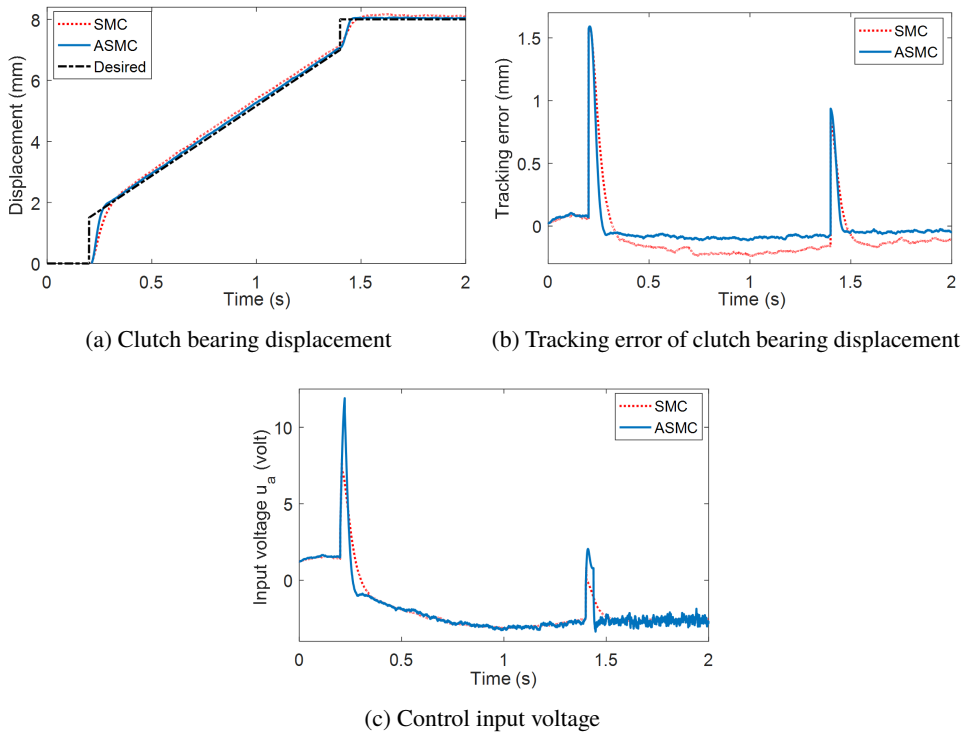 8
6
4
2
0
Displacement (mm)
SMC
ASMC
Desired
0
0.5
1
1.5
2
Time (s)
(a) Clutch bearing displacement
1.5
1
0.5
0
Tracking error (mm)
SMC
ASMC
0
0.5
1
1.5
2
Time (s)
(b) Tracking error of clutch bearing displacement
10
5
0
Input voltage u_a (volt)
SMC
ASMC
0
0.5
1
1.5
2
Time (s)
(c) Control input voltage